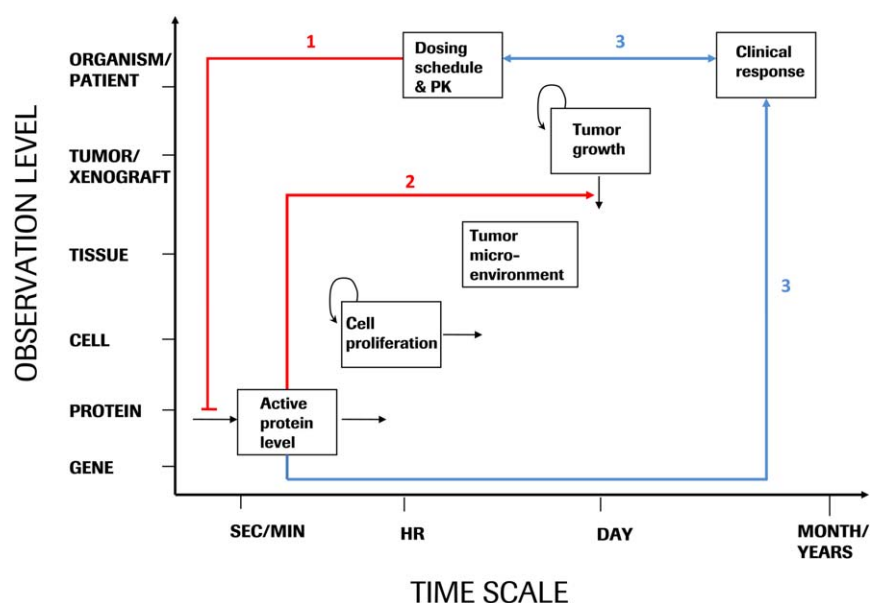 OBSERVATION LEVEL
ORGANISM/
PATIENT
TUMOR/
XENOGRAFT
TISSUE
CELL
PROTEIN
GENE
1
Dosing
schedule
& PK
3
Clinical
response
Tumor
growth
2
Tumor
micro-
environment
3
Cell
proliferation
Active
protein
level
SEC/MIN
HR
DAY
MONTH/
YEARS
TIME SCALE